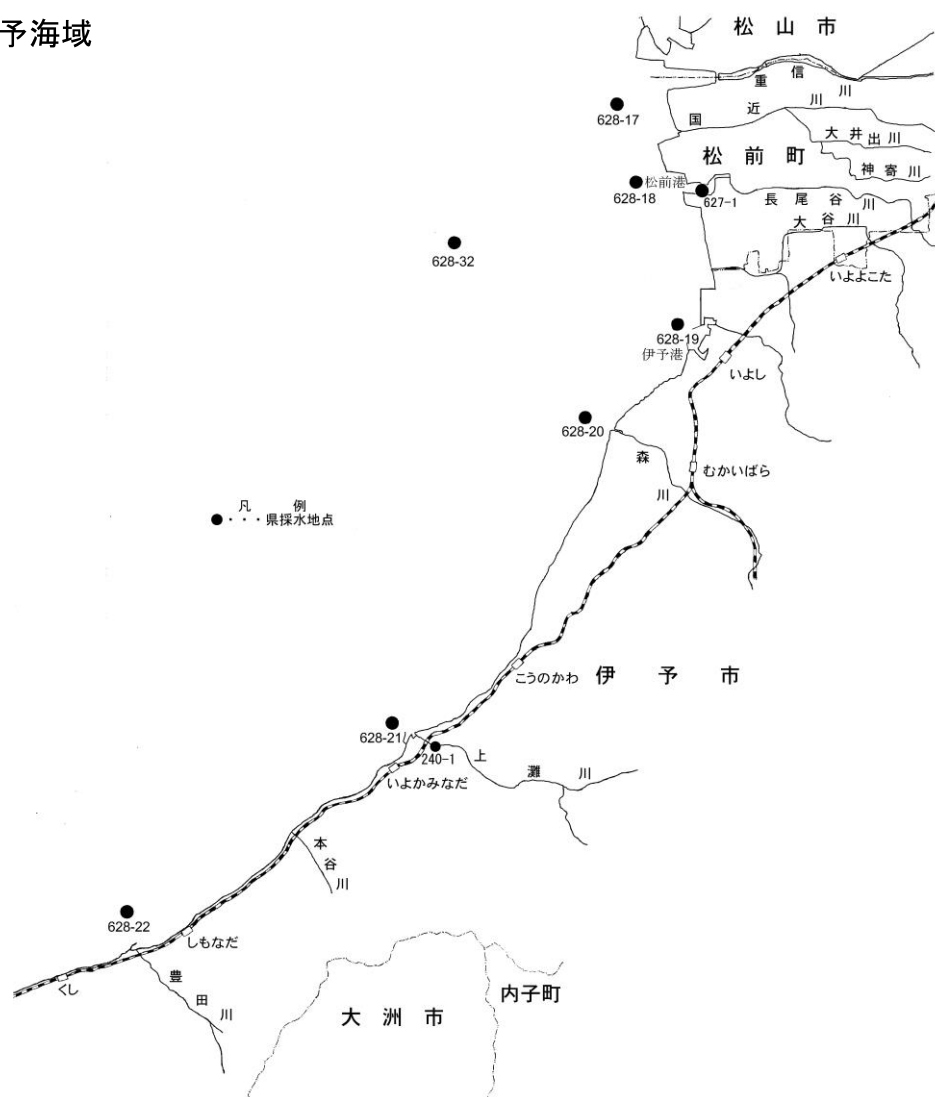 予海域
松山市
重信川
628-17
国近川
大井出川
松前町
神寄川
628-18
松前港
627-1
長尾谷川
大谷川
628-32
いよよこた
628-19
伊予港
いよし
628-20
森川
むかいばら
凡例
●・・・県採水地点
こうのかわ
伊予市
628-21
240-1
上灘川
いよかみなだ
本谷川
628-22
しもなだ
くし
豊田川
大洲市
内子町